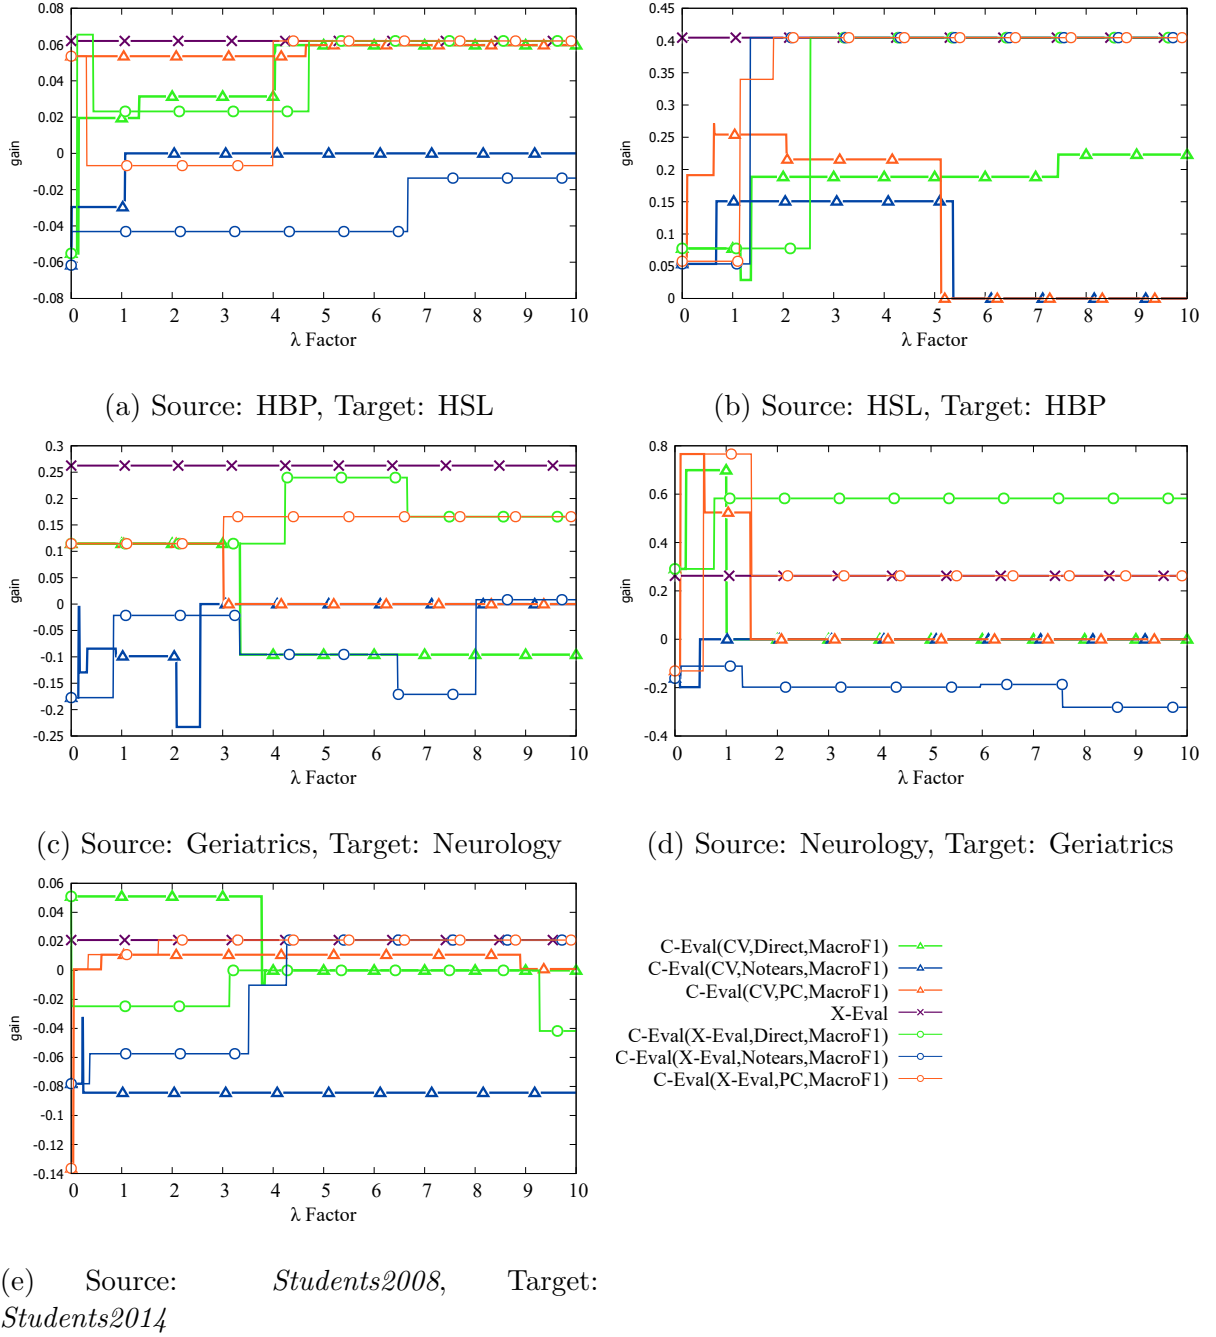 0.08
0.06
0.04
0.02
0
-0.02
-0.04
-0.06
-0.08
gain
0 1 2 3 4 5 6 7 8 9 10
λ Factor
(a) Source: HBP, Target: HSL
0.45
0.4
0.35
0.3
0.25
0.2
0.15
0.1
0.05
0
gain
0 1 2 3 4 5 6 7 8 9 10
λ Factor
(b) Source: HSL, Target: HBP
0.3
0.25
0.2
0.15
0.1
0.05
0
-0.05
-0.1
-0.15
-0.2
-0.25
gain
0 1 2 3 4 5 6 7 8 9 10
λ Factor
(c) Source: Geriatrics, Target: Neurology
0.8
0.6
0.4
0.2
0
-0.2
-0.4
gain
0 1 2 3 4 5 6 7 8 9 10
λ Factor
(d) Source: Neurology, Target: Geriatrics
0.06
0.04
0.02
0
-0.02
-0.04
-0.06
-0.08
-0.1
-0.12
-0.14
gain
0 1 2 3 4 5 6 7 8 9 10
λ Factor
(e) Source: Students2008, Target:
Students2014
C-Eval(CV,Direct,MacroF1)
C-Eval(CV,Notears,MacroF1)
C-Eval(CV,PC,MacroF1)
X-Eval
C-Eval(X-Eval,Direct,MacroF1)
C-Eval(X-Eval,Notears,MacroF1)
C-Eval(X-Eval,PC,MacroF1)